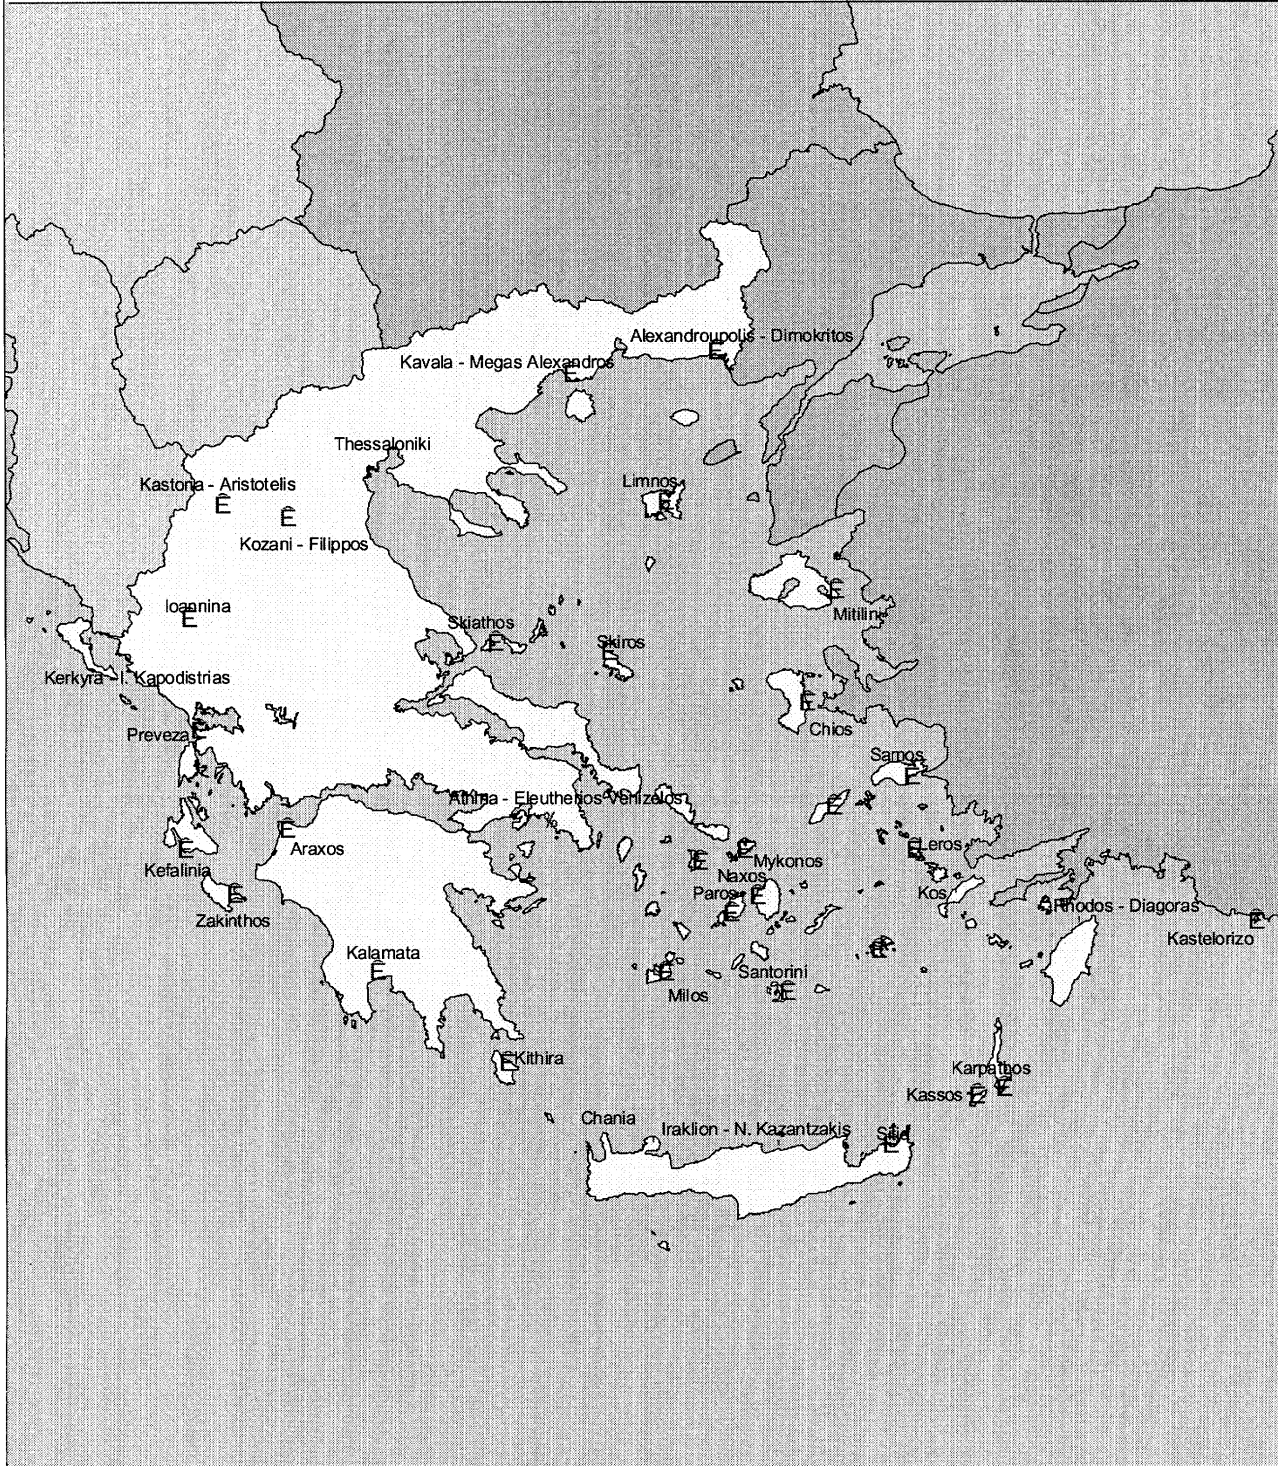 Alexandroupolis - Dimokritos
Ê
Kavala - Megas Alexandros
Ê
Thessaloniki
Kastoria - Aristotelis
Ê
Ê
Kozani - Filippos
Limnos
Ê
Ioannina
Ê
Ê
Mitilini
Skiathos
Ê
Skiros
Ê
Kerkyra - I. Kapodistrias
Preveza
Ê
Ê
Chios
Samos
Ê
Athina - Eleutherios Venizelos
Ê
Ê
Araxos
Ê
Kefalinia
Ê
Mykonos
Ê
Ê
Leros
Naxos
Ê
Paros
Ê
Kos
Ê
Zakinthos
Rhodos - Diagoras
Ê
Kastelorizo
Kalamata
Ê
Ê
Milos
Ê
Santorini
Ê
Ê
Kithira
Karpathos
Ê
Kassos
Ê
Chania
Iraklion - N. Kazantzakis
Sitia
Ê